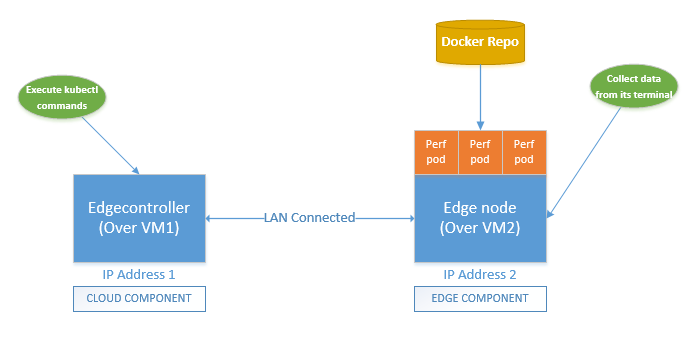 Docker Repo
Execute kubectl
commands
Collect data
from its terminal
Perf
pod
Perf
pod
Perf
pod
Edgecontroller
(Over VM1)
LAN Connected
Edge node
(Over VM2)
IP Address 1
IP Address 2
CLOUD COMPONENT
EDGE COMPONENT